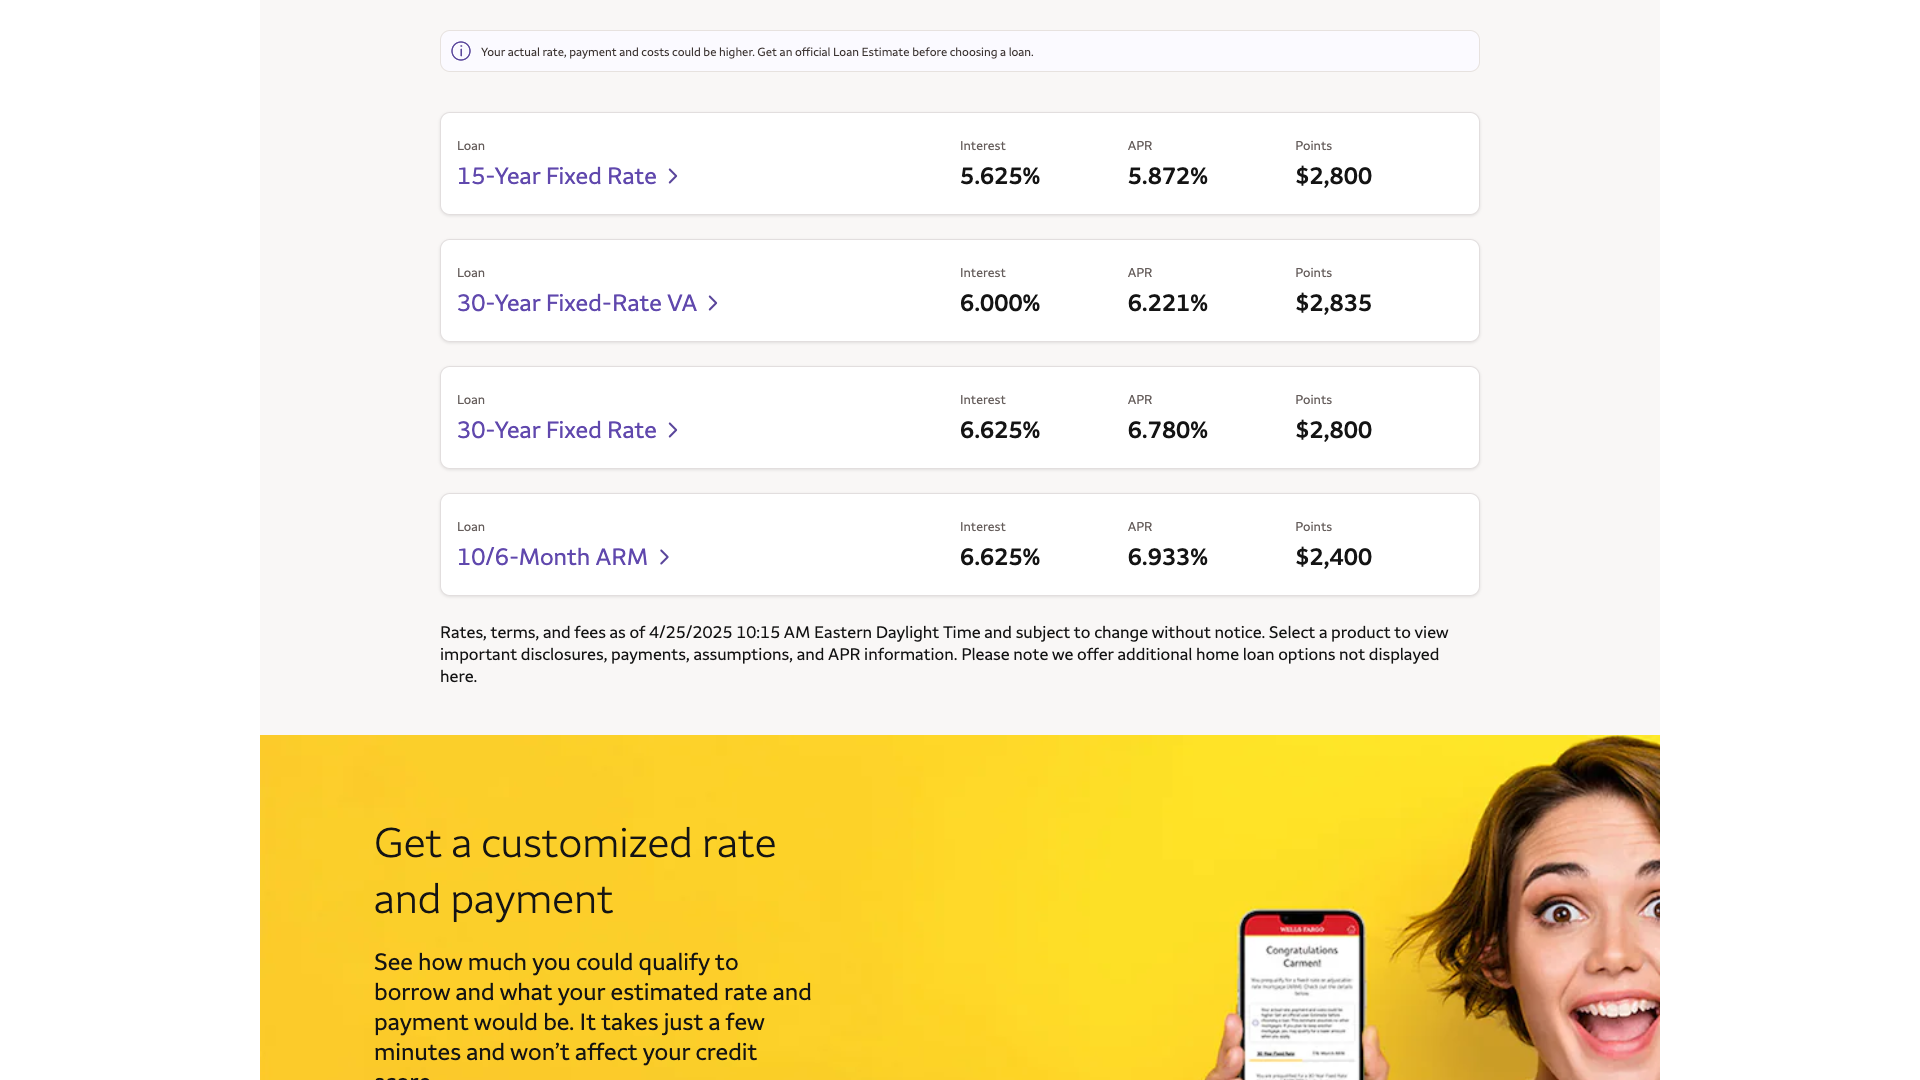 Your actual rate, payment and costs could be higher. Get an official Loan Estimate before choosing a loan.
Loan Interest APR Points
15-Year Fixed Rate 5.625% 5.872% $2,800
Loan Interest APR Points
30-Year Fixed-Rate VA 6.000% 6.221% $2,835
Loan Interest APR Points
30-Year Fixed Rate 6.625% 6.780% $2,800
Loan Interest APR Points
10/6-Month ARM 6.625% 6.933% $2,400
Rates, terms, and fees as of 4/25/2025 10:15 AM Eastern Daylight Time and subject to change without notice. Select a product to view
important disclosures, payments, assumptions, and APR information. Please note we offer additional home loan options not displayed
here.
Get a customized rate
and payment
See how much you could qualify to
borrow and what your estimated rate and
payment would be. It takes just a few
minutes and won't affect your credit
WELLS FARGO
Congratulations
Carmen!